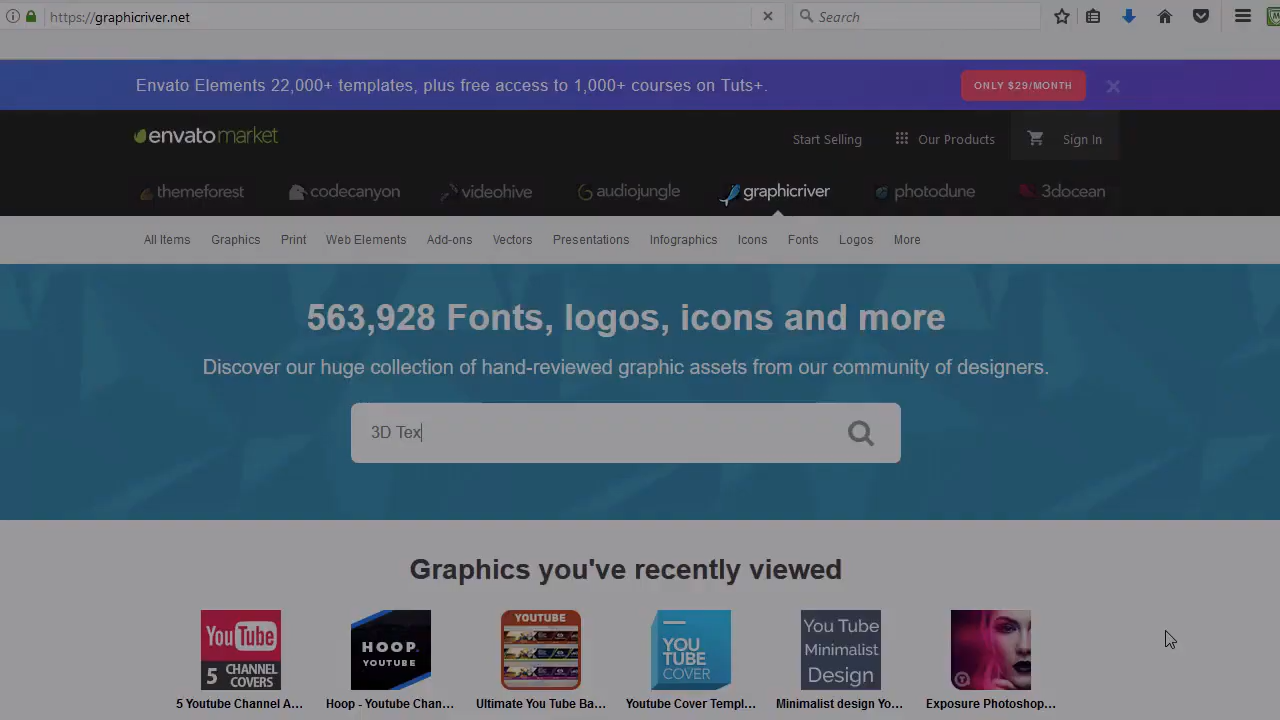 https://graphicriver.net
Search
Envato Elements 22,000+ templates, plus free access to 1,000+ courses on Tuts+.
ONLY $29/MONTH
envatomarket
Start Selling
Our Products
Sign In
themeforest
codecanyon
videohive
audiojungle
graphicriver
photodune
3docean
All Items
Graphics
Print
Web Elements
Add-ons
Vectors
Presentations
Infographics
Icons
Fonts
Logos
More
563,928 Fonts, logos, icons and more
Discover our huge collection of hand-reviewed graphic assets from our community of designers.
3D Tex
Graphics you've recently viewed
You Tube
5 CHANNEL COVERS
HOOP.
YOUTUBE
YOUTUBE
YOU
TUBE
COVER
You Tube
Minimalist
Design
5 Youtube Channel A...
Hoop - Youtube Chan...
Ultimate You Tube Ba...
Youtube Cover Templ...
Minimalist design Yo...
Exposure Photoshop...